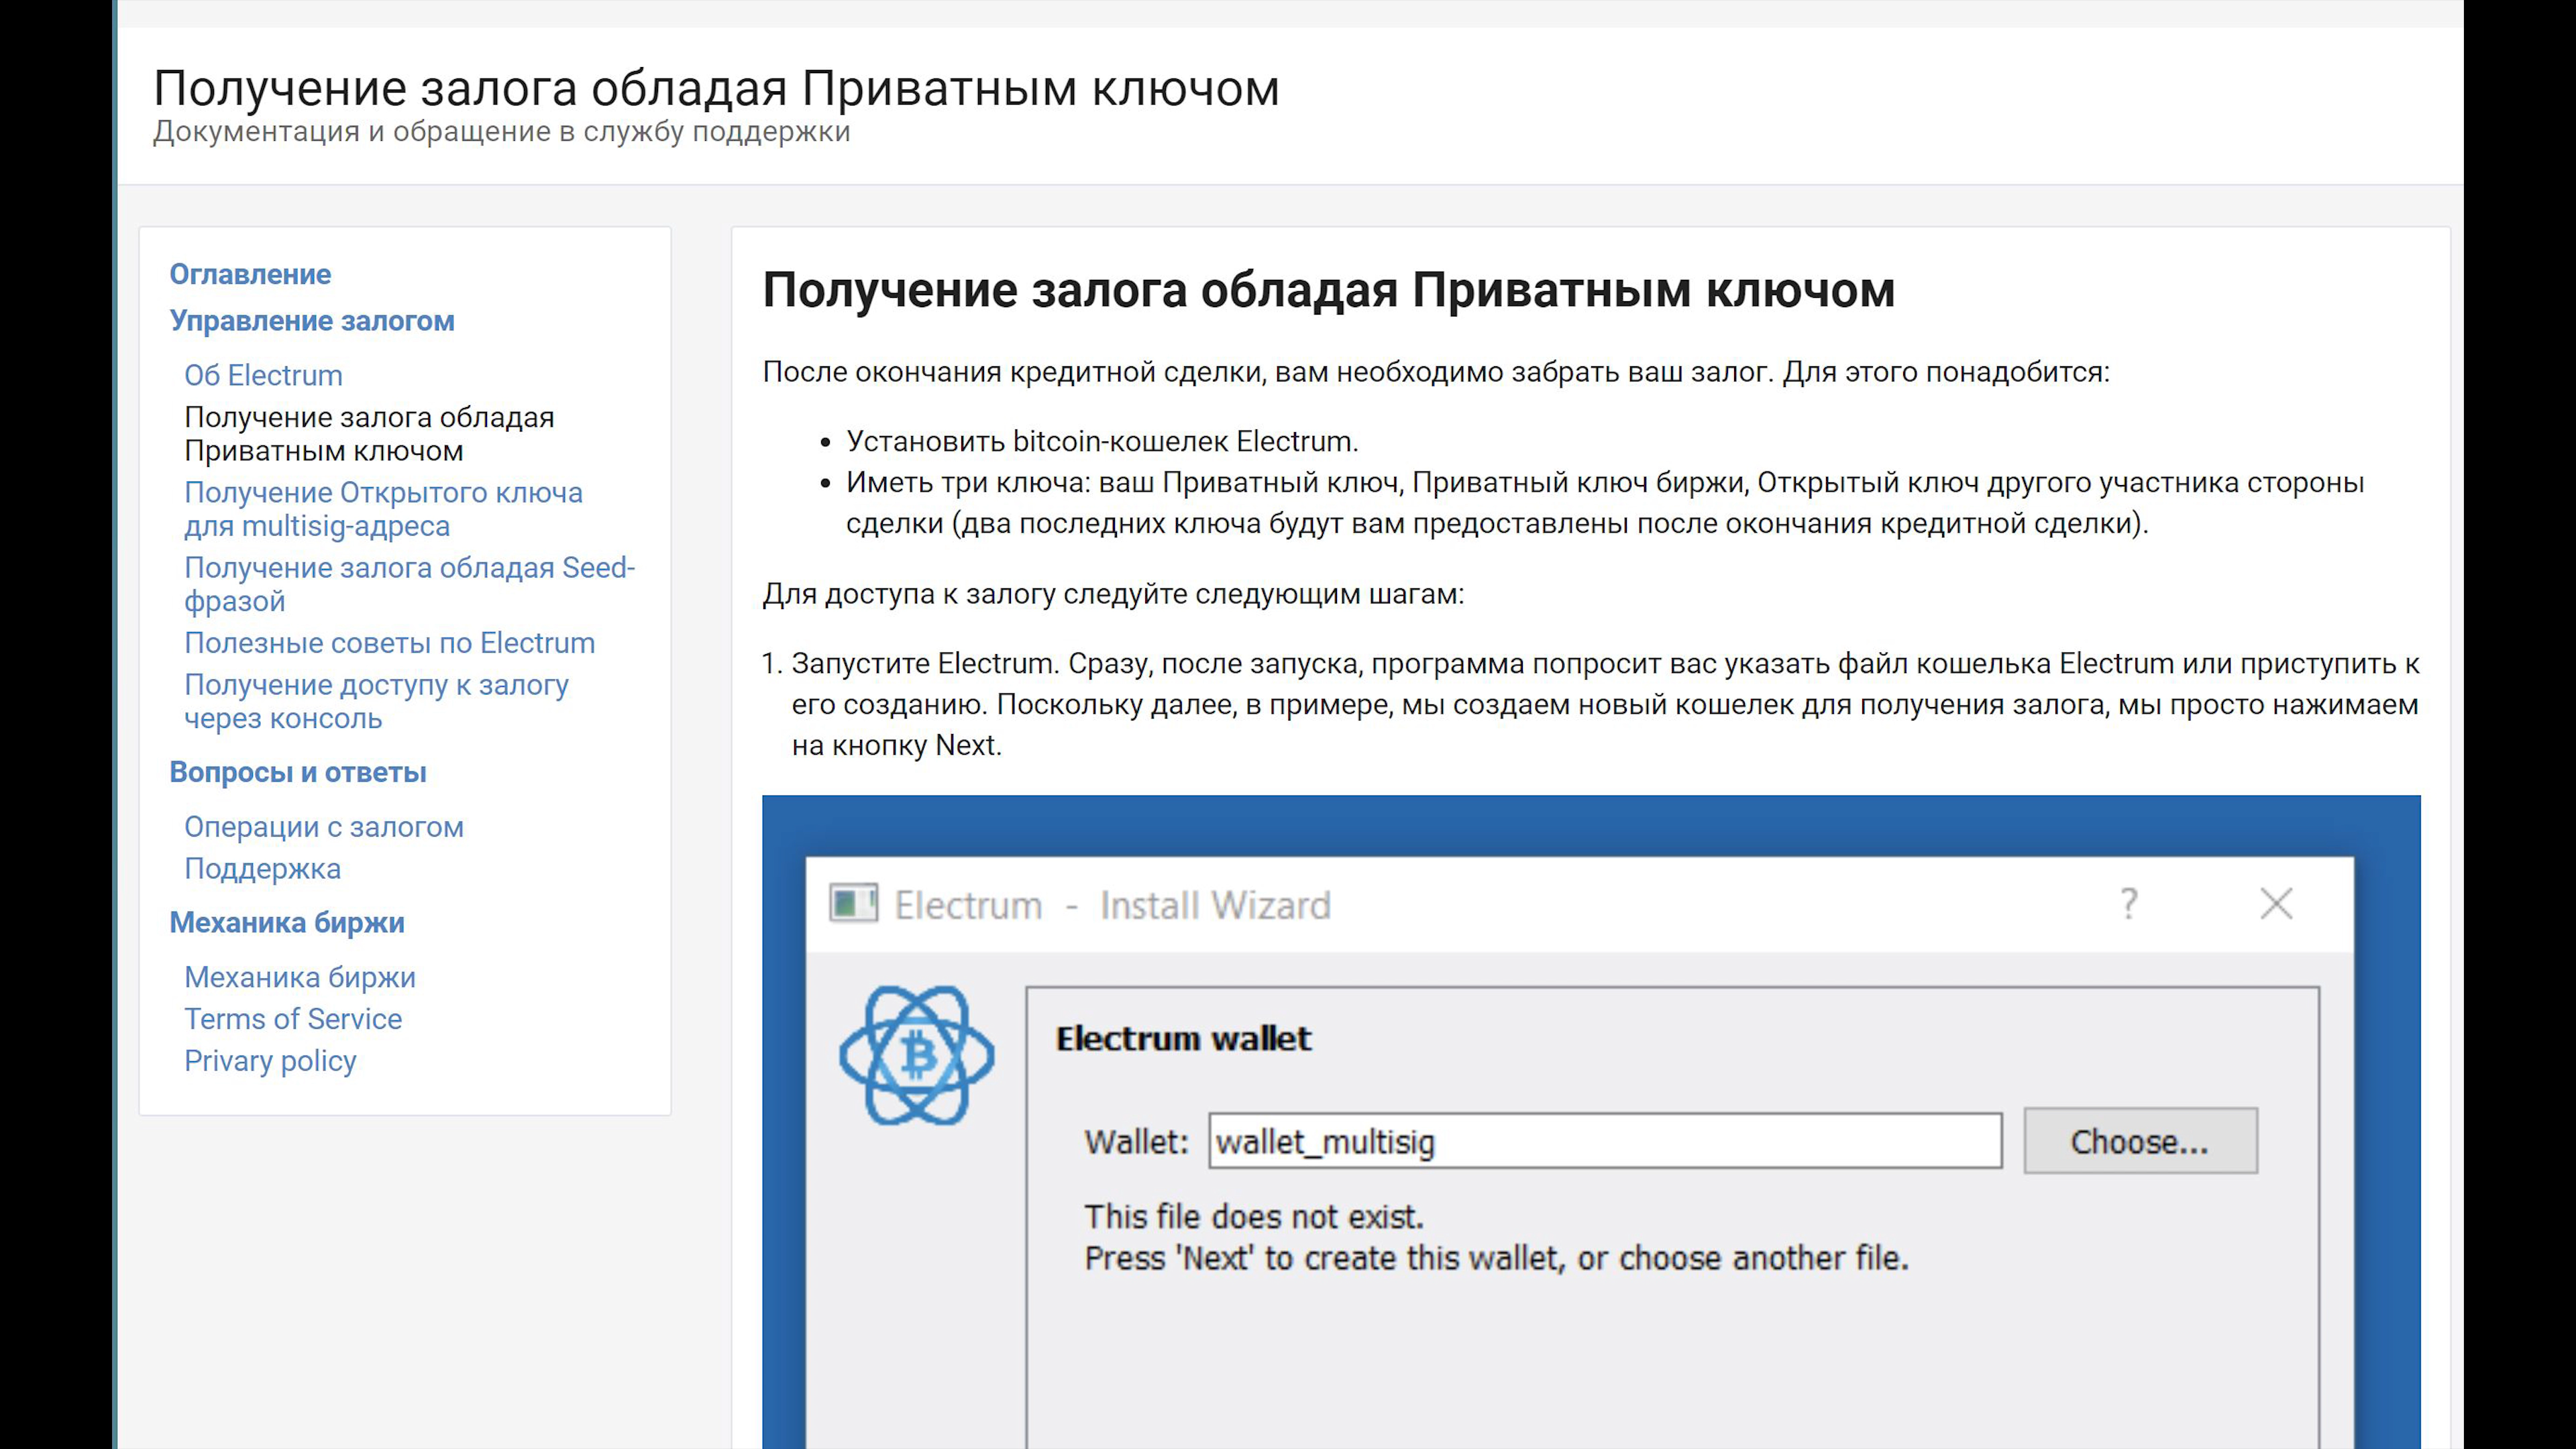 Получение залога обладая Приватным ключом
Документация и обращение в службу поддержки
Оглавление
Управление залогом
Об Electrum
Получение залога обладая
Приватным ключом
Получение Открытого ключа
для multisig-адреса
Получение залога обладая Seed-
фразой
Полезные советы по Electrum
Получение доступу к залогу
через консоль
Вопросы и ответы
Операции с залогом
Поддержка
Механика биржи
Механика биржи
Terms of Service
Privary policy
Получение залога обладая Приватным ключом
После окончания кредитной сделки, вам необходимо забрать ваш залог. Для этого понадобится:
• Установить bitcoin-кошелек Electrum.
• Иметь три ключа: ваш Приватный ключ, Приватный ключ биржи, Открытый ключ другого участника стороны
сделки (два последних ключа будут вам предоставлены после окончания кредитной сделки).
Для доступа к залогу следуйте следующим шагам:
1. Запустите Electrum. Сразу, после запуска, программа попросит вас указать файл кошелька Electrum или приступить к
его созданию. Поскольку далее, в примере, мы создаем новый кошелек для получения залога, мы просто нажимаем
на кнопку Next.
Electrum - Install Wizard
Electrum wallet
Wallet: wallet_multisig Choose...
This file does not exist.
Press 'Next' to create this wallet, or choose another file.